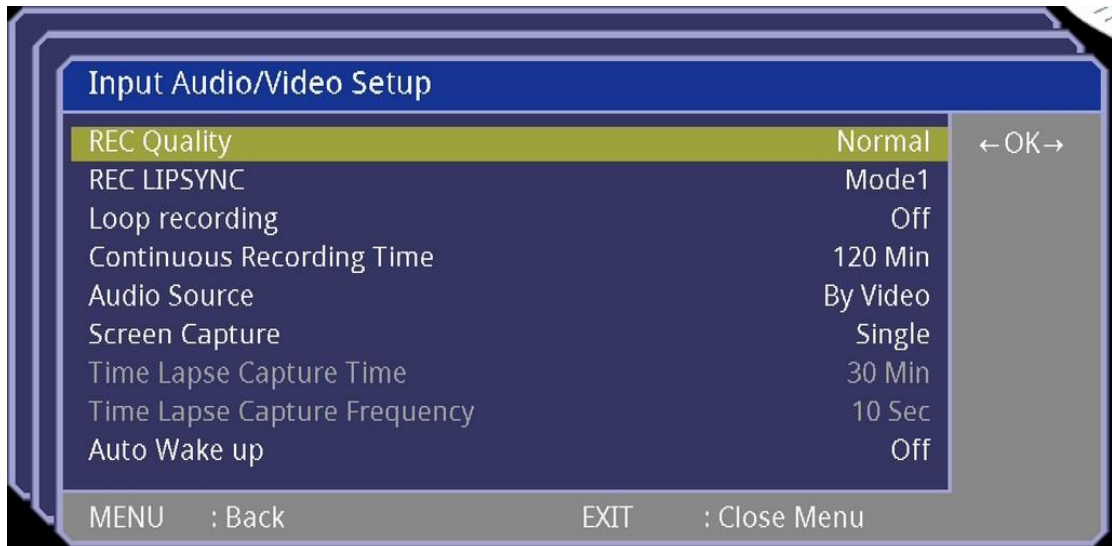 Input Audio/Video Setup
REC Quality Normal ←OK→
REC LIPSYNC Mode1
Loop recording Off
Continuous Recording Time 120 Min
Audio Source By Video
Screen Capture Single
Time Lapse Capture Time 30 Min
Time Lapse Capture Frequency 10 Sec
Auto Wake up Off
MENU : Back EXIT : Close Menu